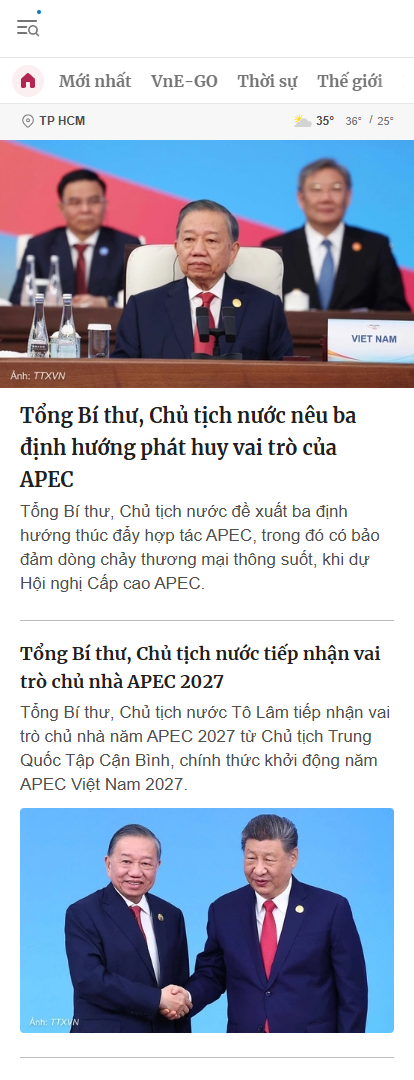 Mới nhất VnE-GO Thời sự Thế giới
TP HCM 35° 36° / 25°
VIET NAM
Ảnh: TTXVN
Tổng Bí thư, Chủ tịch nước nêu ba
định hướng phát huy vai trò của
APEC
Tổng Bí thư, Chủ tịch nước đề xuất ba định
hướng thúc đẩy hợp tác APEC, trong đó có bảo
đảm dòng chảy thương mại thông suốt, khi dự
Hội nghị Cấp cao APEC.
Tổng Bí thư, Chủ tịch nước tiếp nhận vai
trò chủ nhà APEC 2027
Tổng Bí thư, Chủ tịch nước Tô Lâm tiếp nhận vai
trò chủ nhà năm APEC 2027 từ Chủ tịch Trung
Quốc Tập Cận Bình, chính thức khởi động năm
APEC Việt Nam 2027.
Ảnh: TTXVN